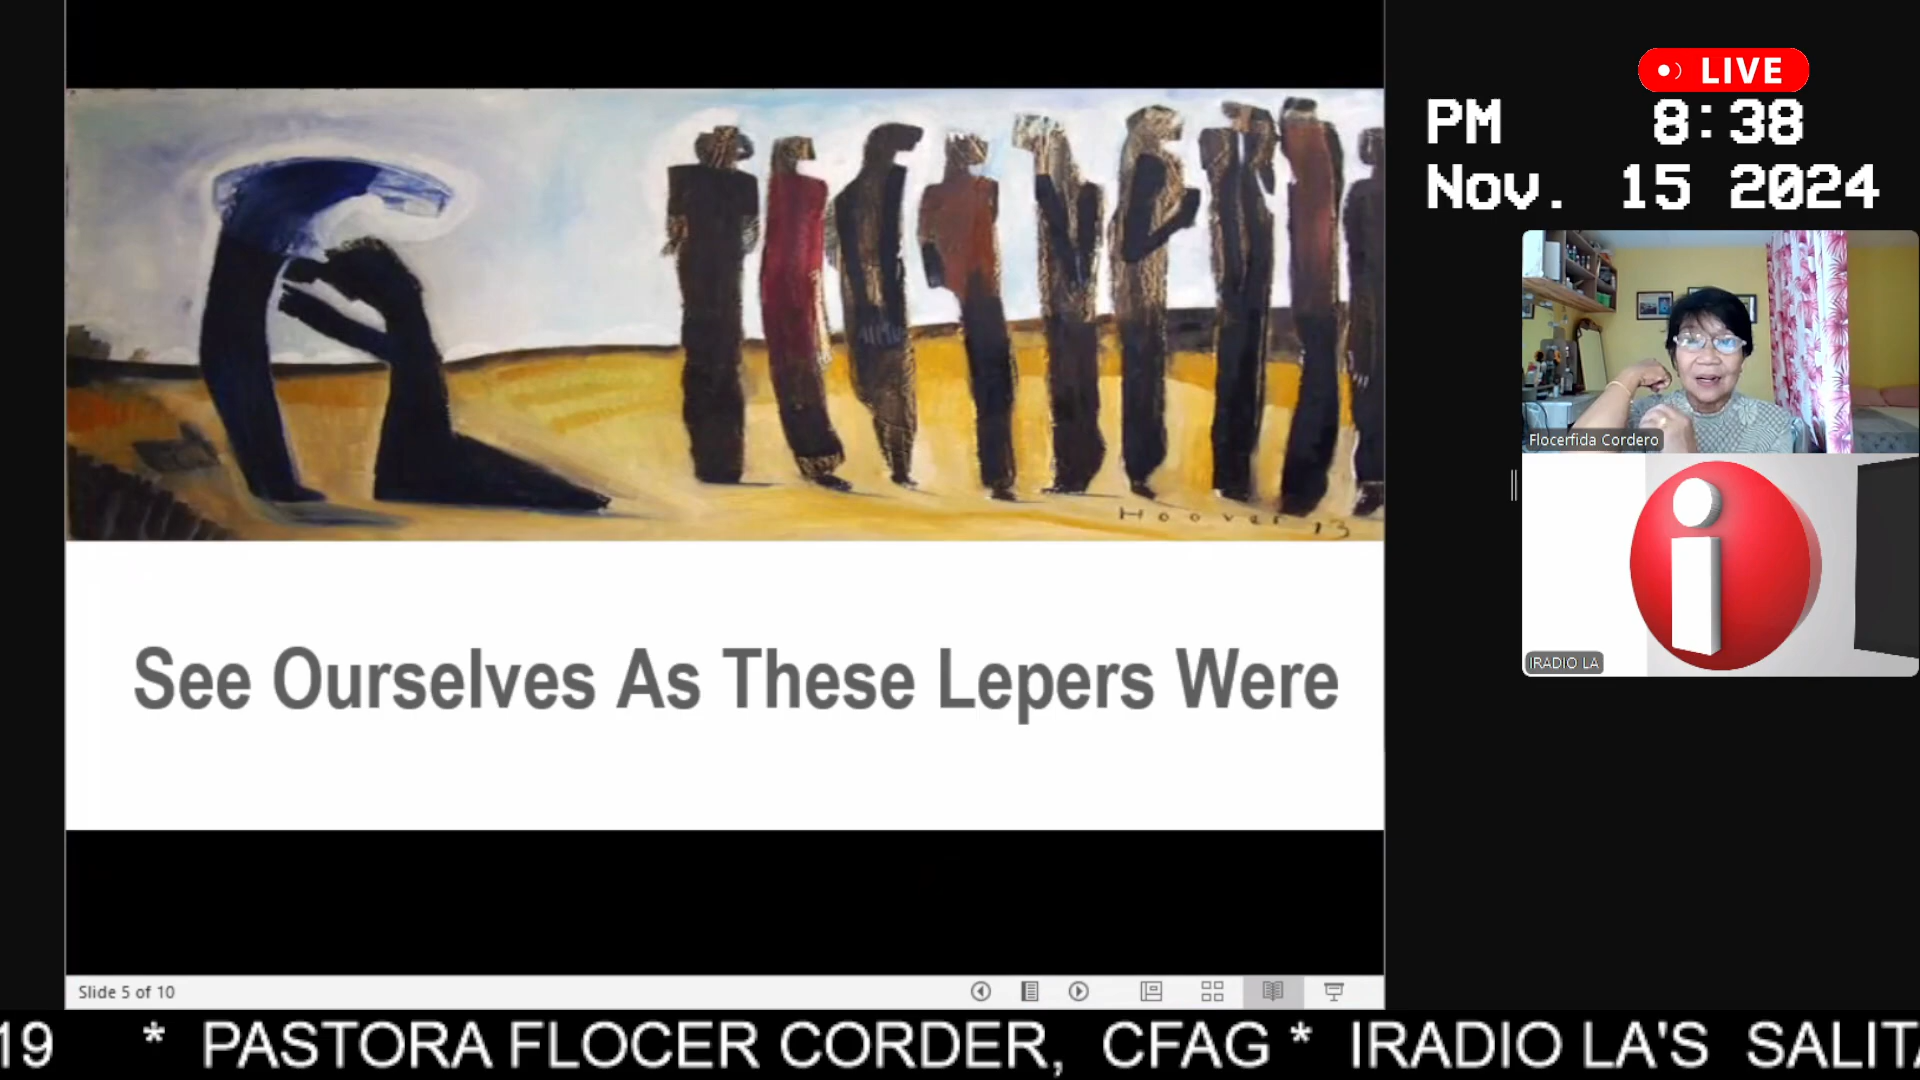 LIVE
PM 8:38
Nov. 15 2024
Hoover 13
See Ourselves As These Lepers Were
Flocerfida Cordero
i
IRADIO LA
Slide 5 of 10
19 * PASTORA FLOCER CORDER, CFAG * IRADIO LA'S SALITA